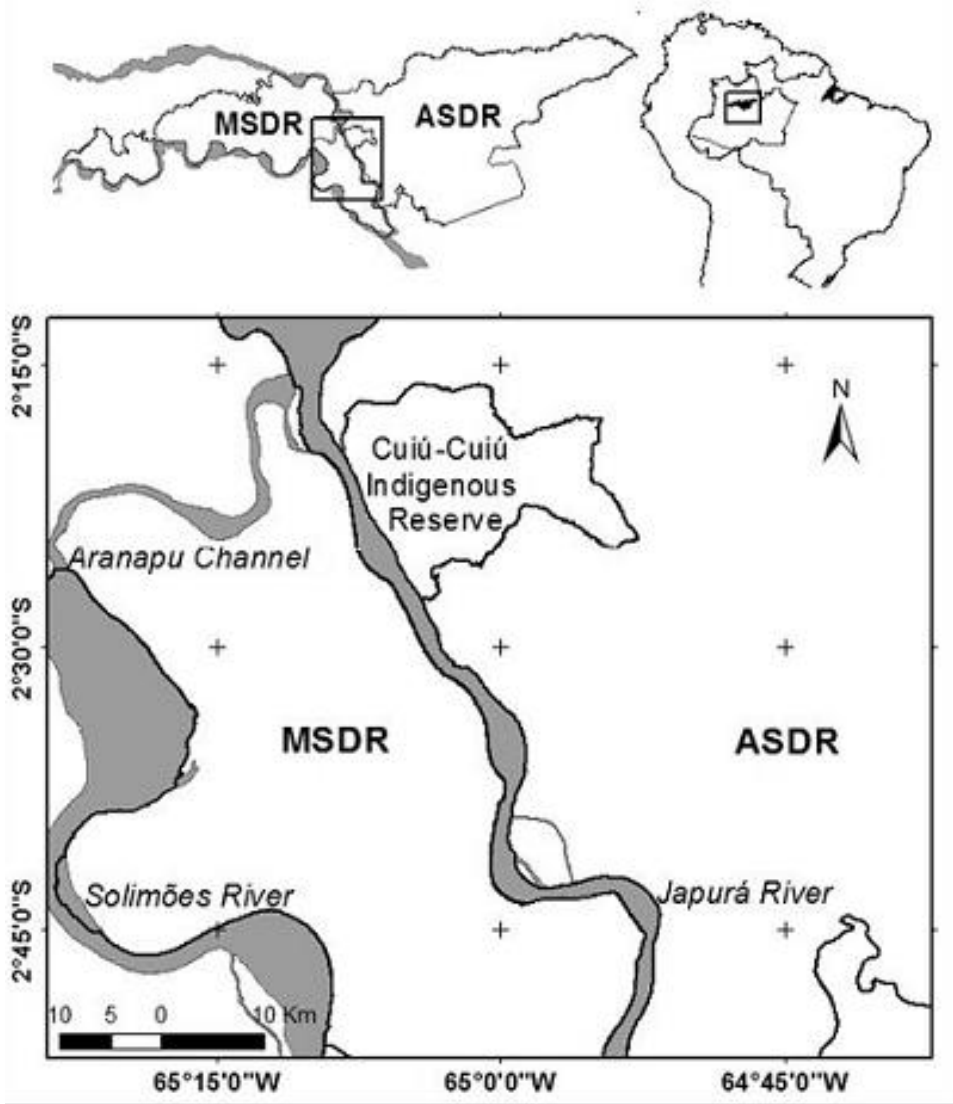 MSDR
ASDR
2°15'0"S
N
Cuiú-Cuiú
Indigenous
Reserve
Aranapu Channel
2°30'0"S
MSDR
ASDR
Solimões River
Japurá River
2°45'0"S
10 5 0 10 Km
65°15'0"W 65°0'0"W 64°45'0"W